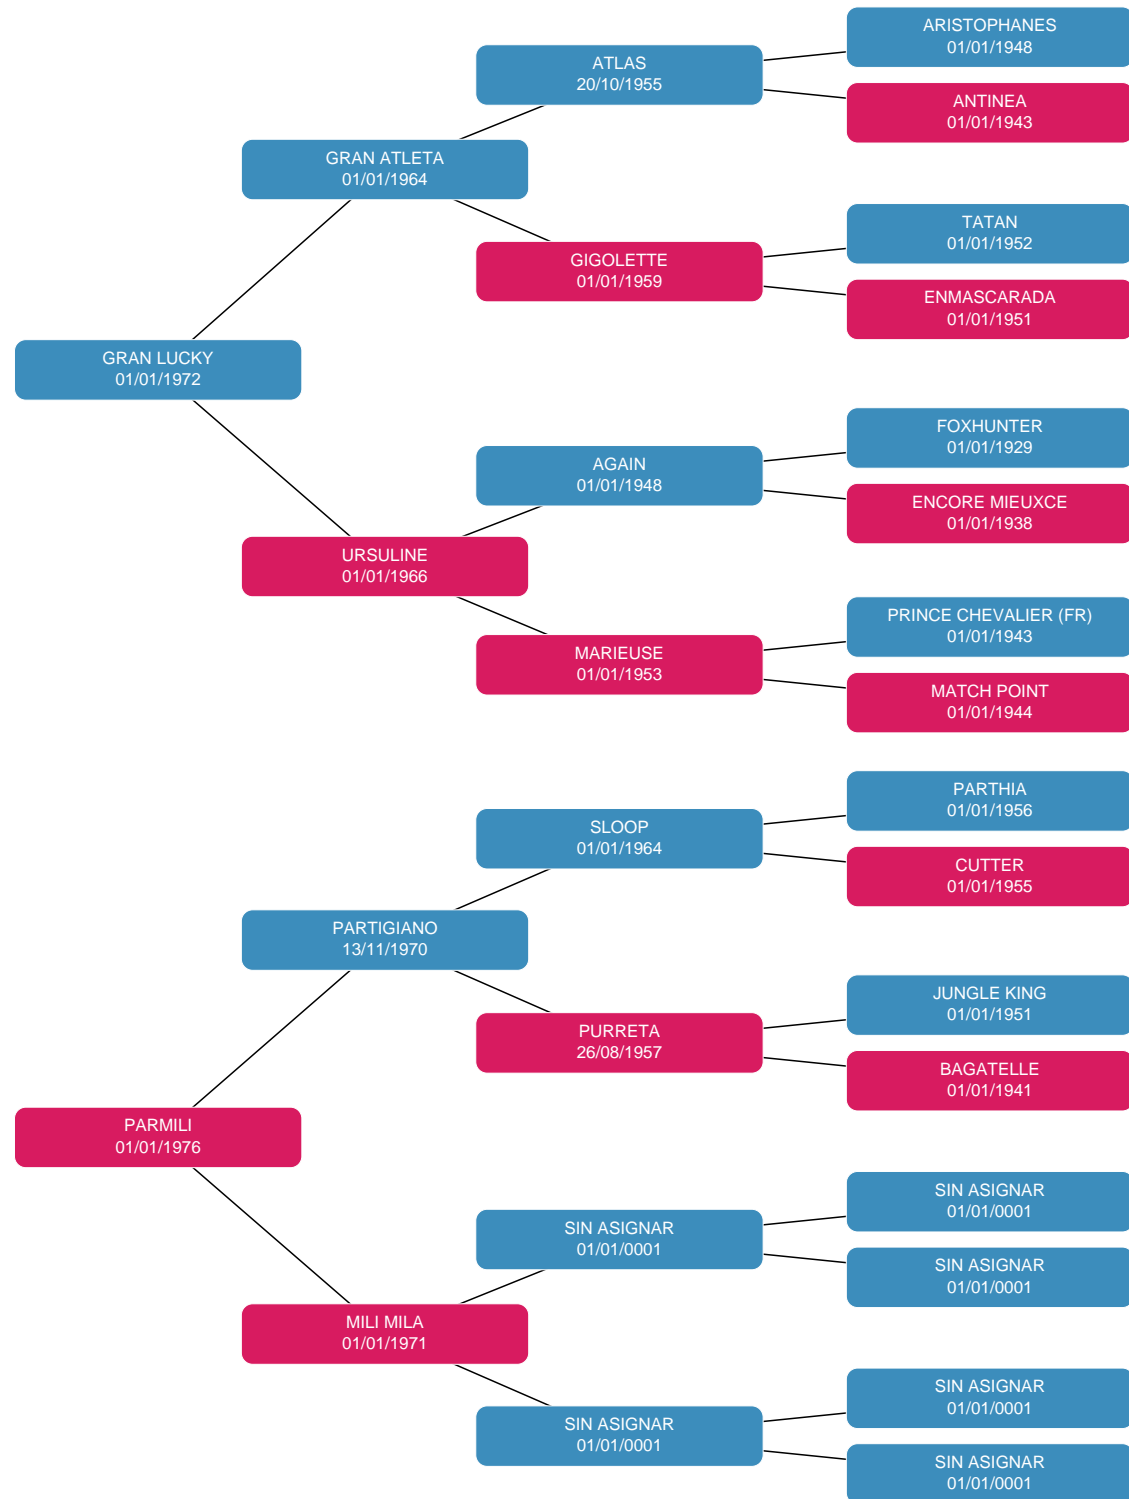 ARISTOPHANES
01/01/1948
ATLAS
20/10/1955
ANTINEA
01/01/1943
GRAN ATLETA
01/01/1964
TATAN
01/01/1952
GIGOLETTE
01/01/1959
ENMASCARADA
01/01/1951
GRAN LUCKY
01/01/1972
FOXHUNTER
01/01/1929
AGAIN
01/01/1948
ENCORE MIEUXCE
01/01/1938
URSULINE
01/01/1966
PRINCE CHEVALIER (FR)
01/01/1943
MARIEUSE
01/01/1953
MATCH POINT
01/01/1944
PARTHIA
01/01/1956
SLOOP
01/01/1964
CUTTER
01/01/1955
PARTIGIANO
13/11/1970
JUNGLE KING
01/01/1951
PURRETA
26/08/1957
BAGATELLE
01/01/1941
PARMILI
01/01/1976
SIN ASIGNAR
01/01/0001
SIN ASIGNAR
01/01/0001
SIN ASIGNAR
01/01/0001
MILI MILA
01/01/1971
SIN ASIGNAR
01/01/0001
SIN ASIGNAR
01/01/0001
SIN ASIGNAR
01/01/0001